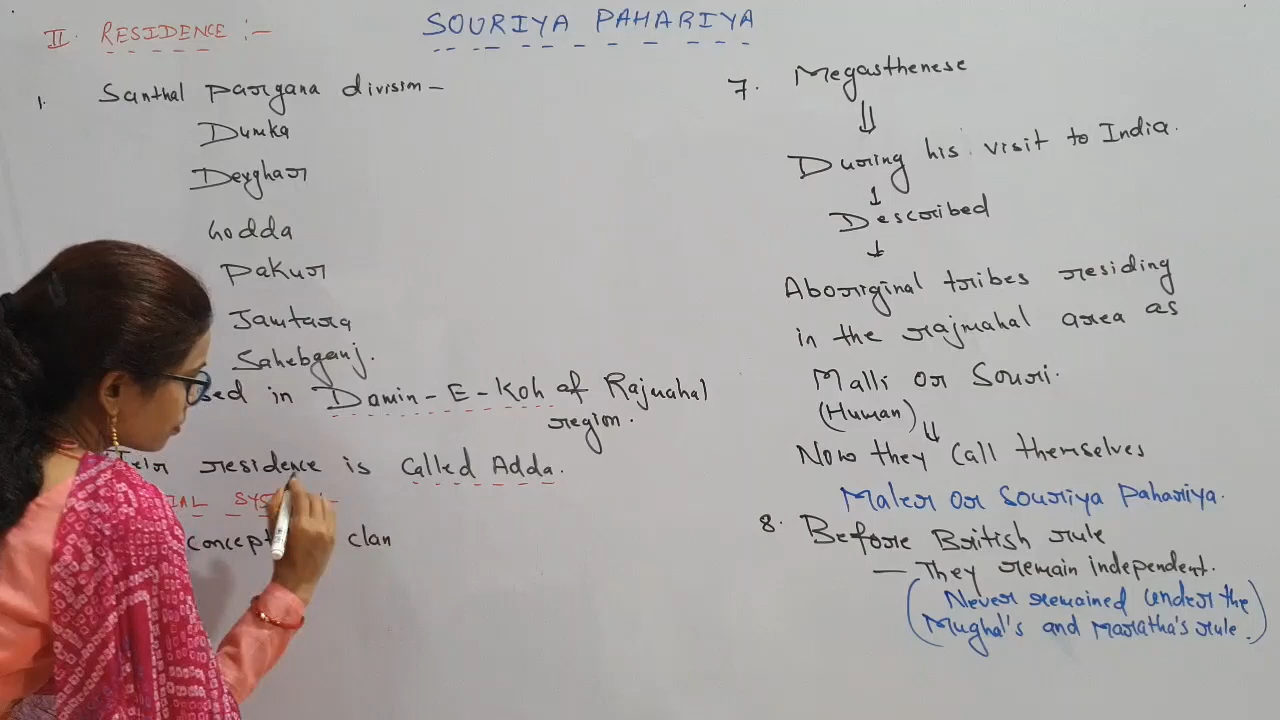 SOURIYA PAHARIYA
II. RESIDENCE :-
1. Santhal pargana division -
Dumka
Deoghar
Godda
Pakur
Jamtara
Sahebganj.
in Damin-E-Koh of Rajmahal
region.
residence is called Adda.
concept clan
7. Megasthenese
During his visit to India.
Described
Aboriginal tribes residing
in the rajmahal area as
Malli or Souri.
(Human)
Now they call themselves
Maler or Souriya Pahariya.
8. Before British rule
- They remain independent.
(Never remained under the
Mughal's and Maratha's rule.)